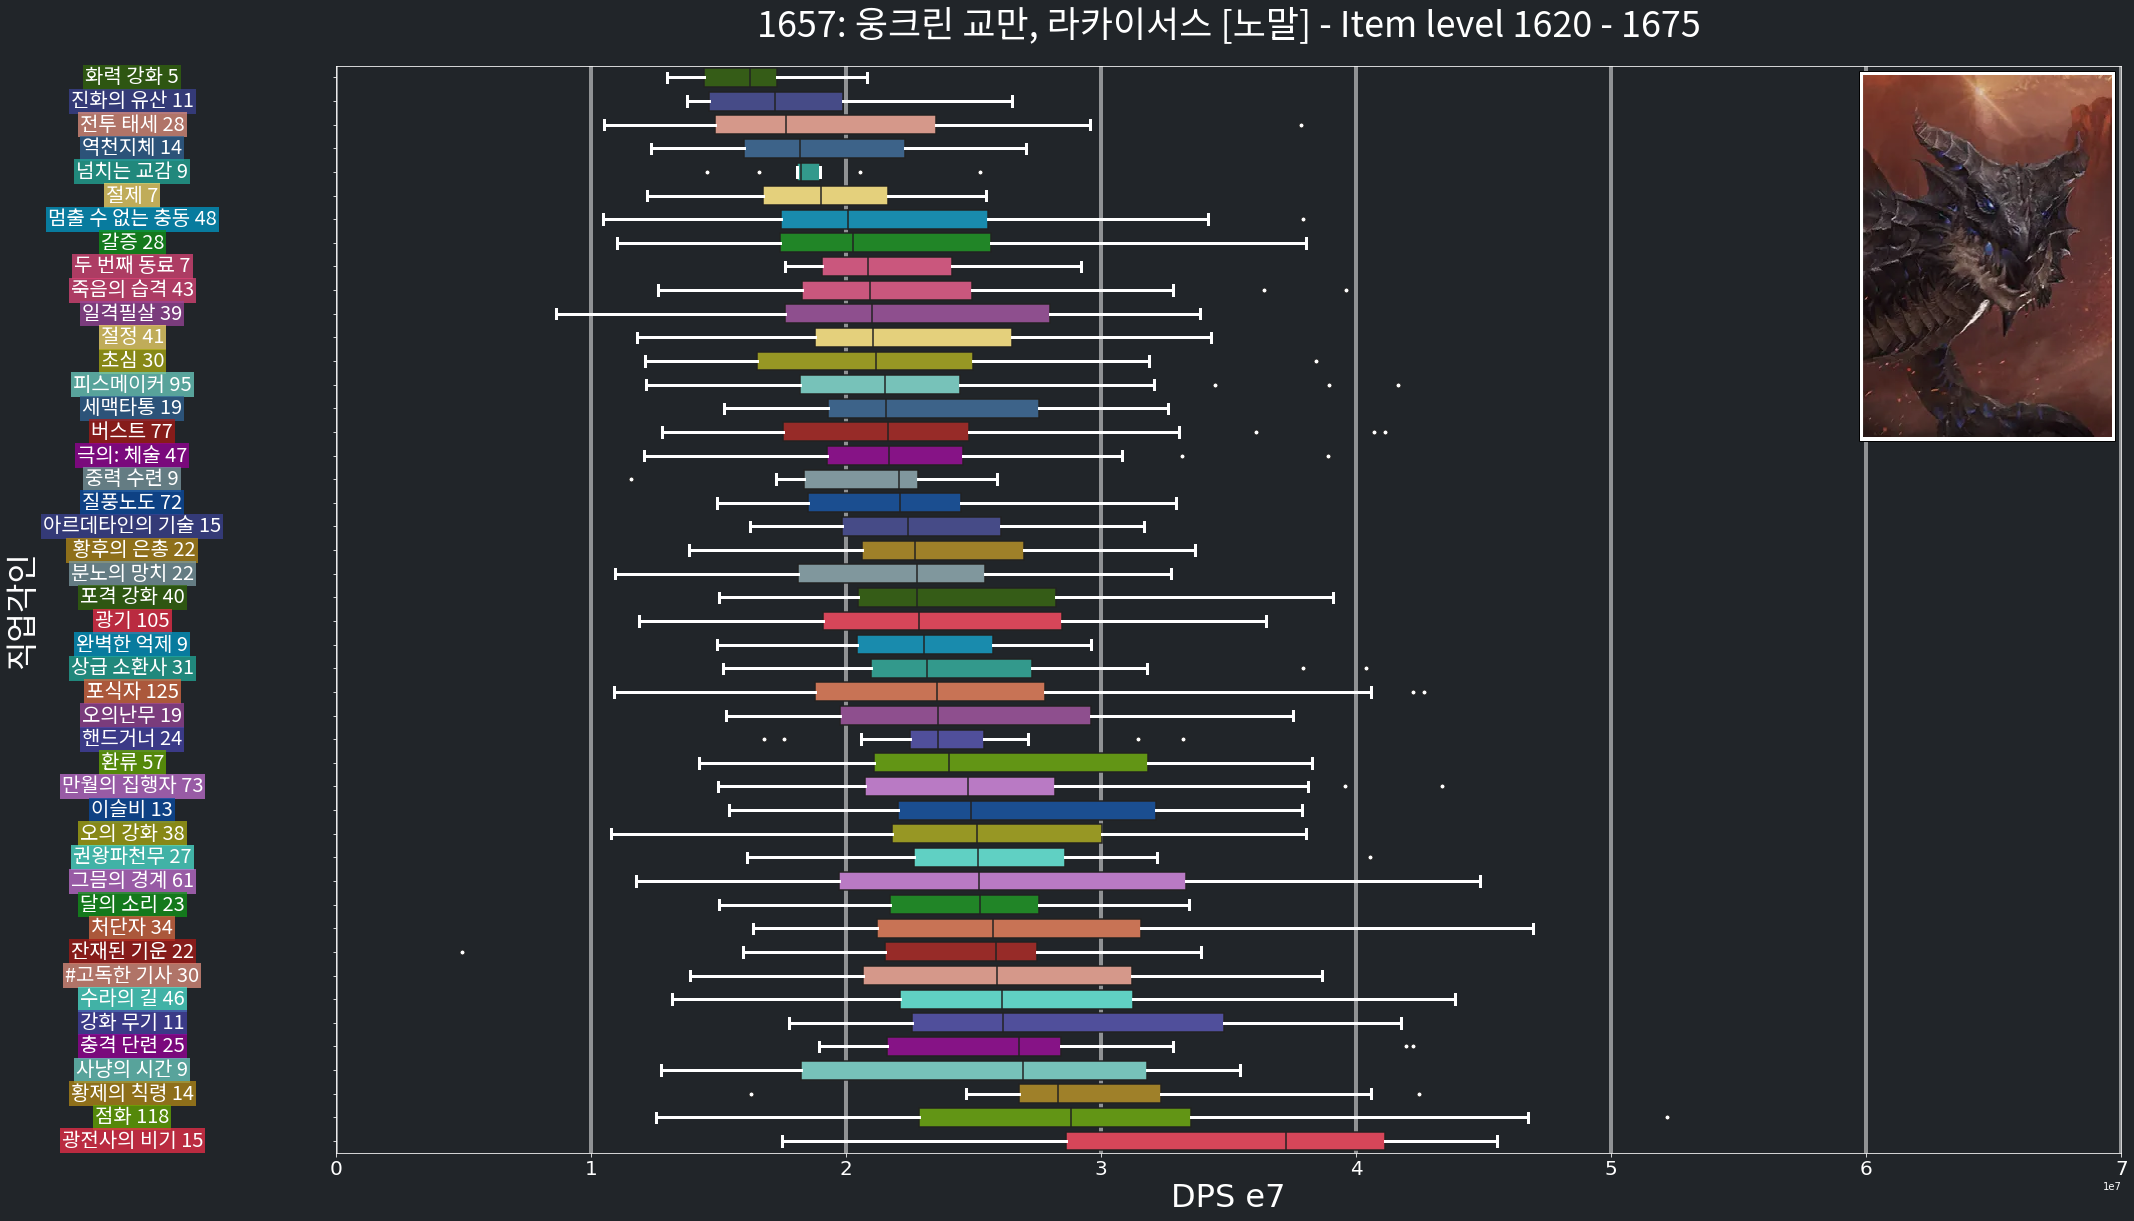 1657: 웅크린 교만, 라카이서스 [노말] - Item level 1620 - 1675
화력 강화 5
진화의 유산 11
전투 태세 28
역천지체 14
넘치는 교감 9
절제 7
멈출 수 없는 충동 48
갈증 28
두 번째 동료 7
죽음의 습격 43
일격필살 39
절정 41
초심 30
피스메이커 95
세맥타통 19
버스트 77
극의: 체술 47
중력 수련 9
질풍노도 72
아르데타인의 기술 15
황후의 은총 22
분노의 망치 22
포격 강화 40
광기 105
완벽한 억제 9
상급 소환사 31
포식자 125
오의난무 19
핸드거너 24
환류 57
만월의 집행자 73
이슬비 13
오의 강화 38
권왕파천무 27
그믐의 경계 61
달의 소리 23
처단자 34
잔재된 기운 22
#고독한 기사 30
수라의 길 46
강화 무기 11
충격 단련 25
사냥의 시간 9
황제의 칙령 14
점화 118
광전사의 비기 15
직업각인
0 1 2 3 4 5 6 7
1e7
DPS e7